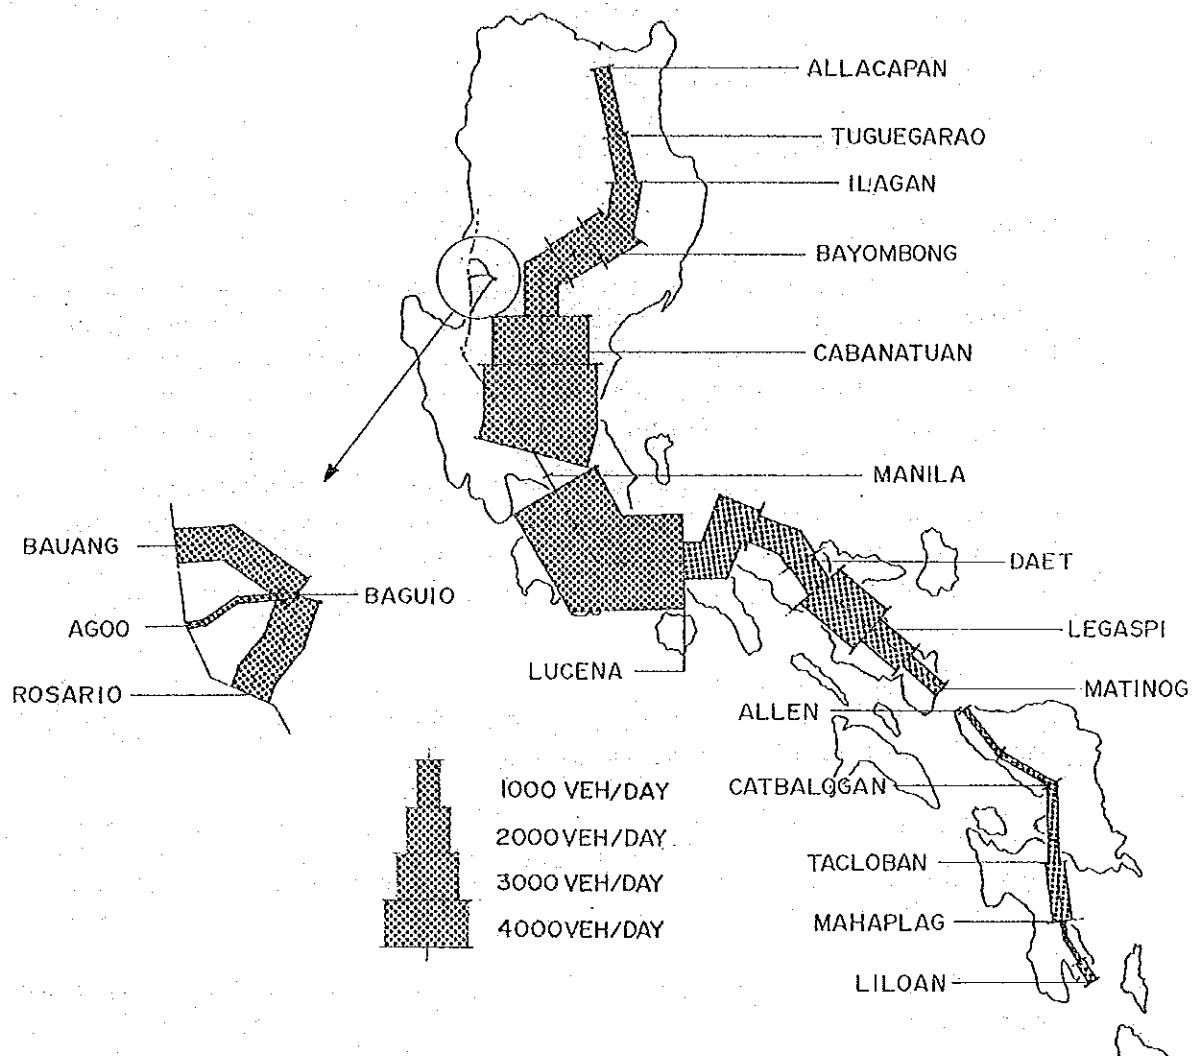 ALLACAPAN
TUGUEGARAO
ILAGAN
BAYOMBONG
CABANATUAN
MANILA
BAUANG
BAGUIO
AGOO
ROSARIO
DAET
LEGASPI
LUCENA
MATINOG
ALLEN
CATBALOGAN
TACLOBAN
MAHAPLAG
LILOAN
1000 VEH/DAY
2000 VEH/DAY
3000 VEH/DAY
4000 VEH/DAY